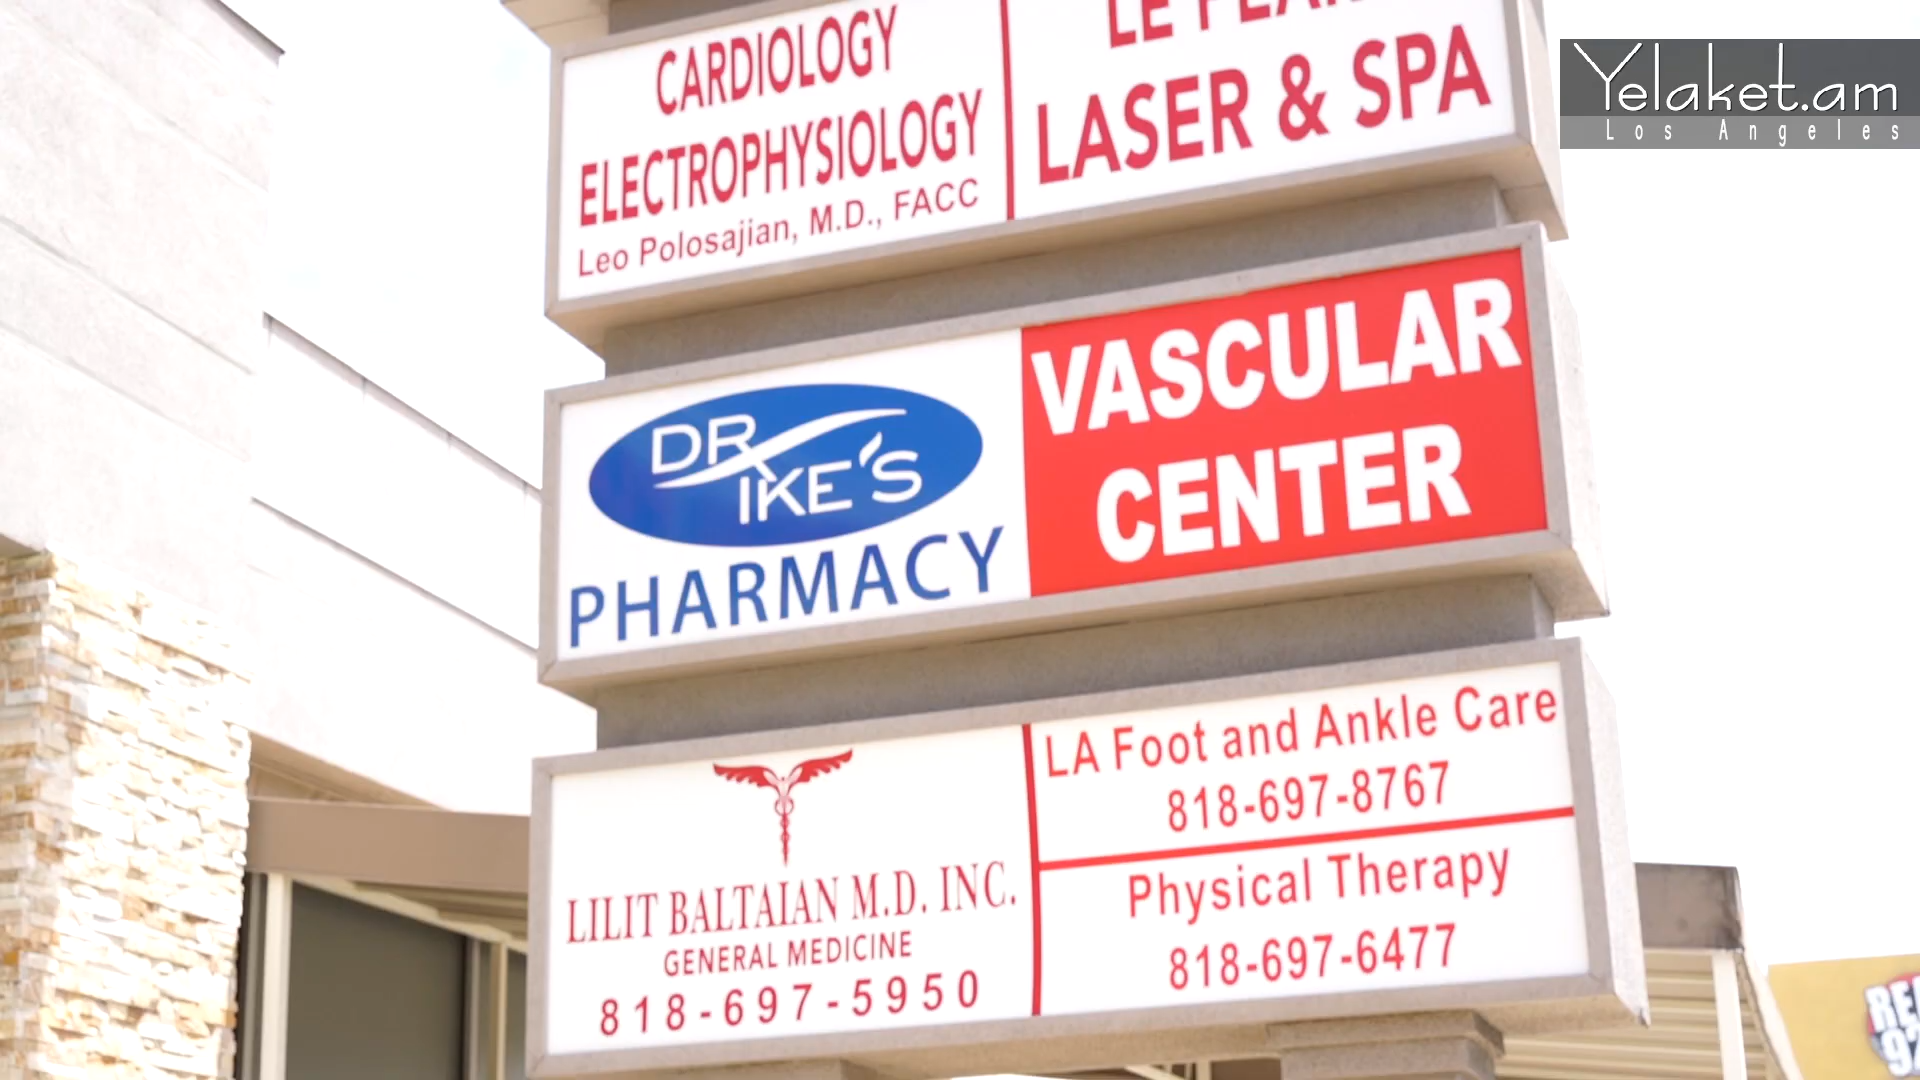 CARDIOLOGY
ELECTROPHYSIOLOGY
Leo Polosajian, M.D., FACC
LE
LASER & SPA
DR IKE'S
PHARMACY
VASCULAR
CENTER
LILIT BALTAIAN M.D. INC.
GENERAL MEDICINE
818-697-5950
LA Foot and Ankle Care
818-697-8767
Physical Therapy
818-697-6477
Yelaket.am
Los Angeles